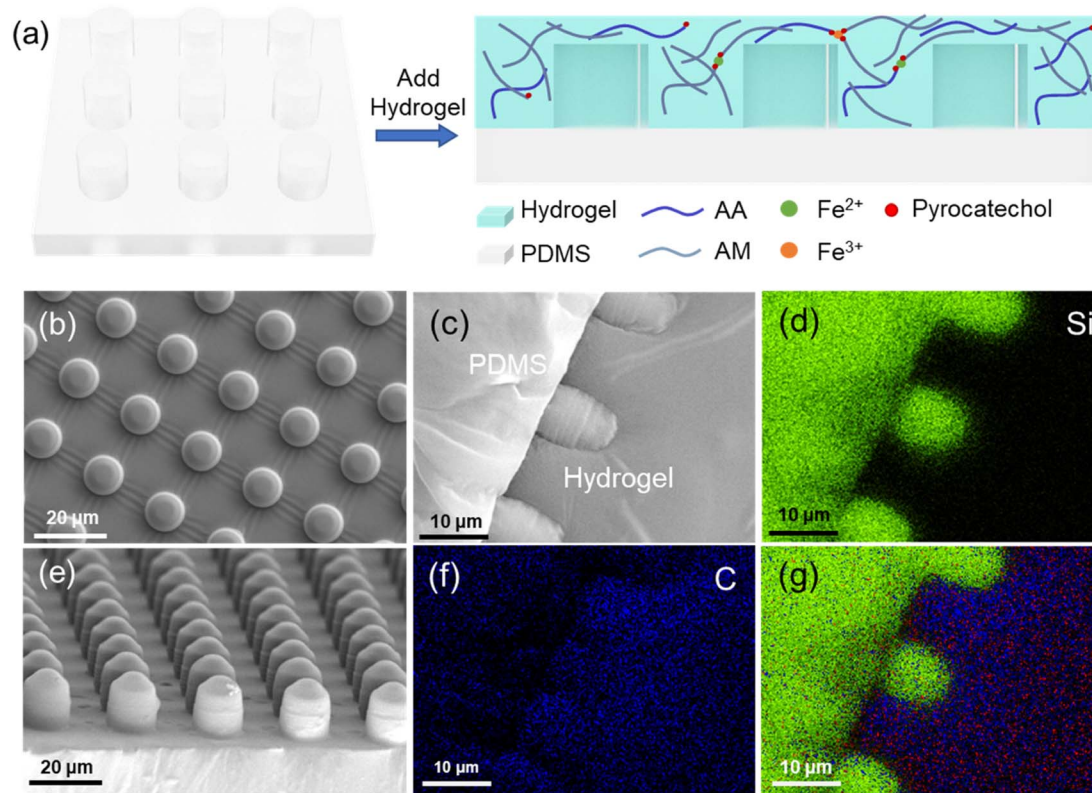 (a)
Add
Hydrogel
Hydrogel AA Fe²⁺ Pyrocatechol
PDMS AM Fe³⁺
(b)
20 µm
(c)
PDMS
Hydrogel
10 µm
(d)
Si
10 µm
(e)
20 µm
(f)
C
10 µm
(g)
10 µm